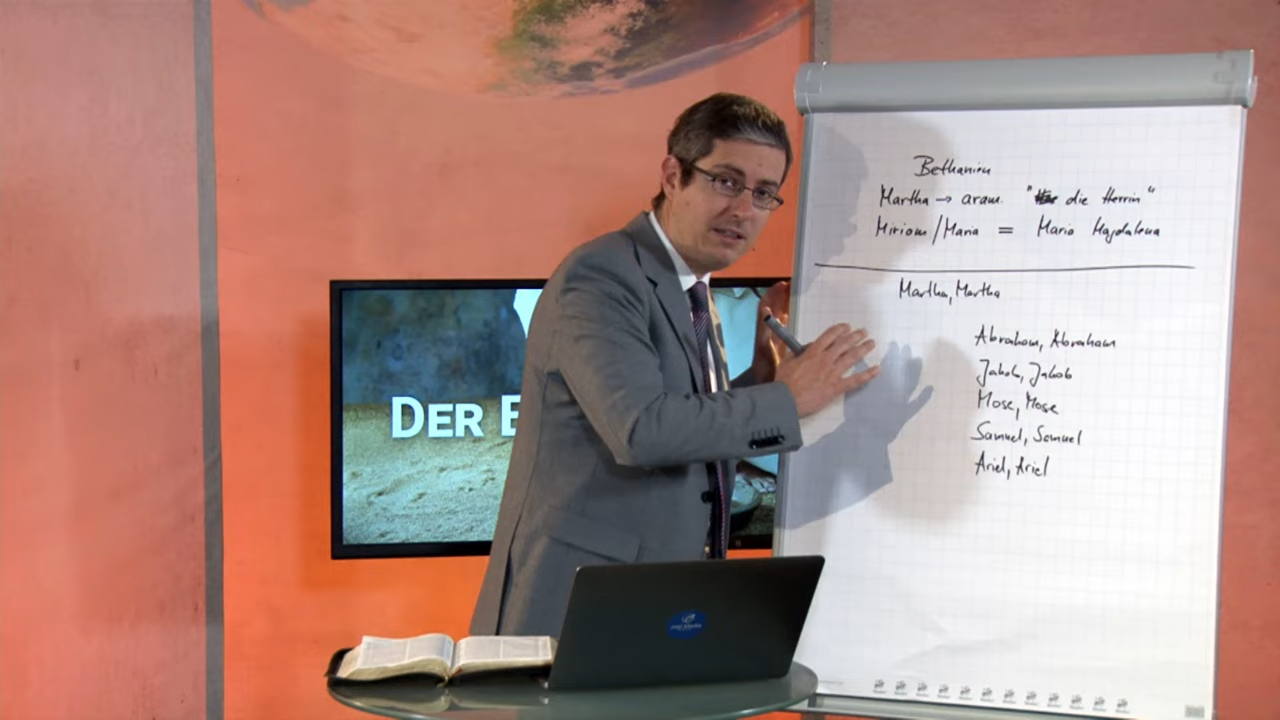 Bethanien
Martha → aram. "die Herrin"
Miriam/Maria = Maria Magdalena
Martha, Martha
Abraham, Abraham
Jakob, Jakob
Mose, Mose
Samuel, Samuel
Ariel, Ariel
DER E